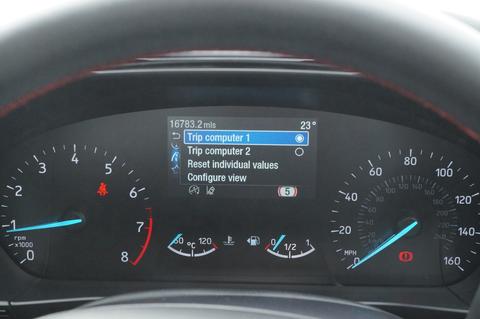 16783.2 mls 23°
Trip computer 1
Trip computer 2
Reset individual values
Configure view
5
0 1 2 3 4 5 6 7 8
rpm
x1000
50 °C 120
0 1/2 1
0 20 40 60 80 100 120 140 160
MPH